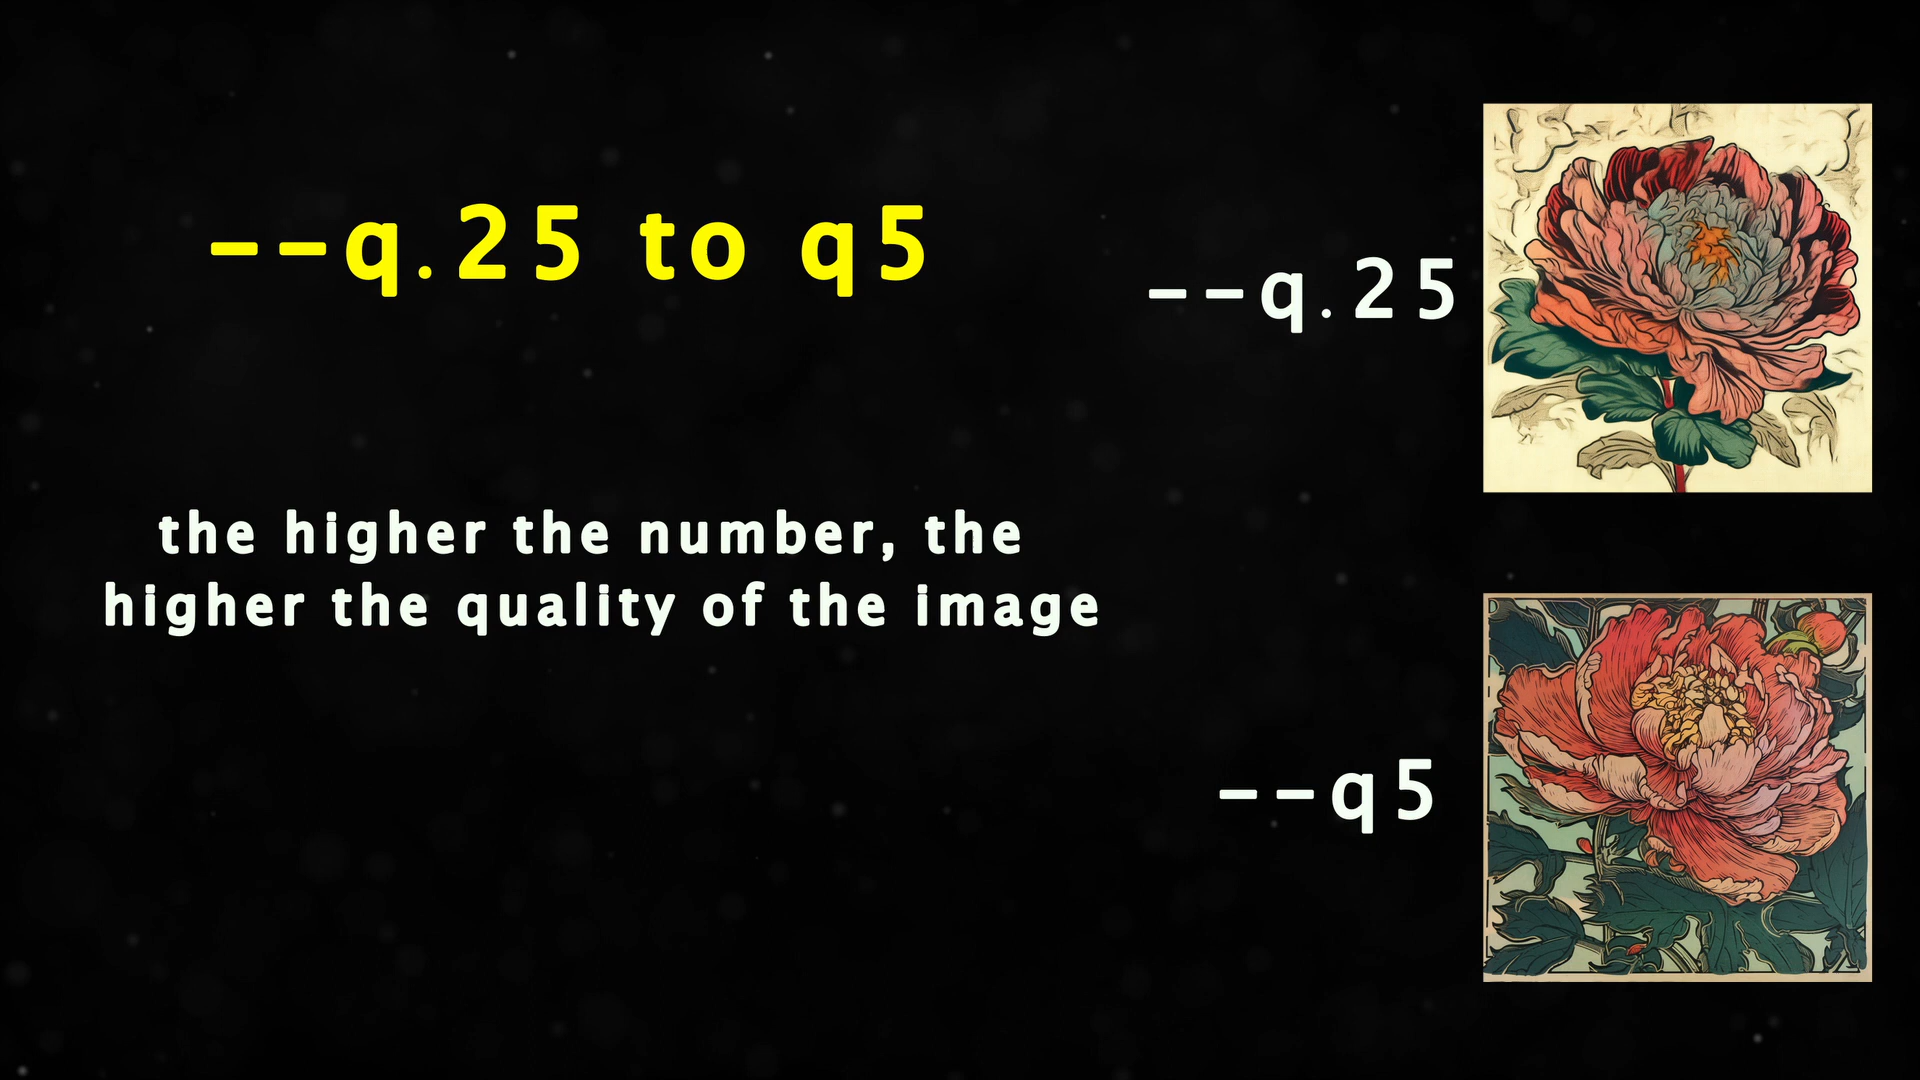 --q.25 to q5
the higher the number, the
higher the quality of the image
--q.25
--q5